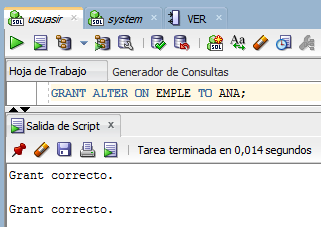 usuasir
system
VER
Hoja de Trabajo
Generador de Consultas
GRANT ALTER ON EMPLE TO ANA;
Salida de Script x
Tarea terminada en 0,014 segundos
Grant correcto.
Grant correcto.